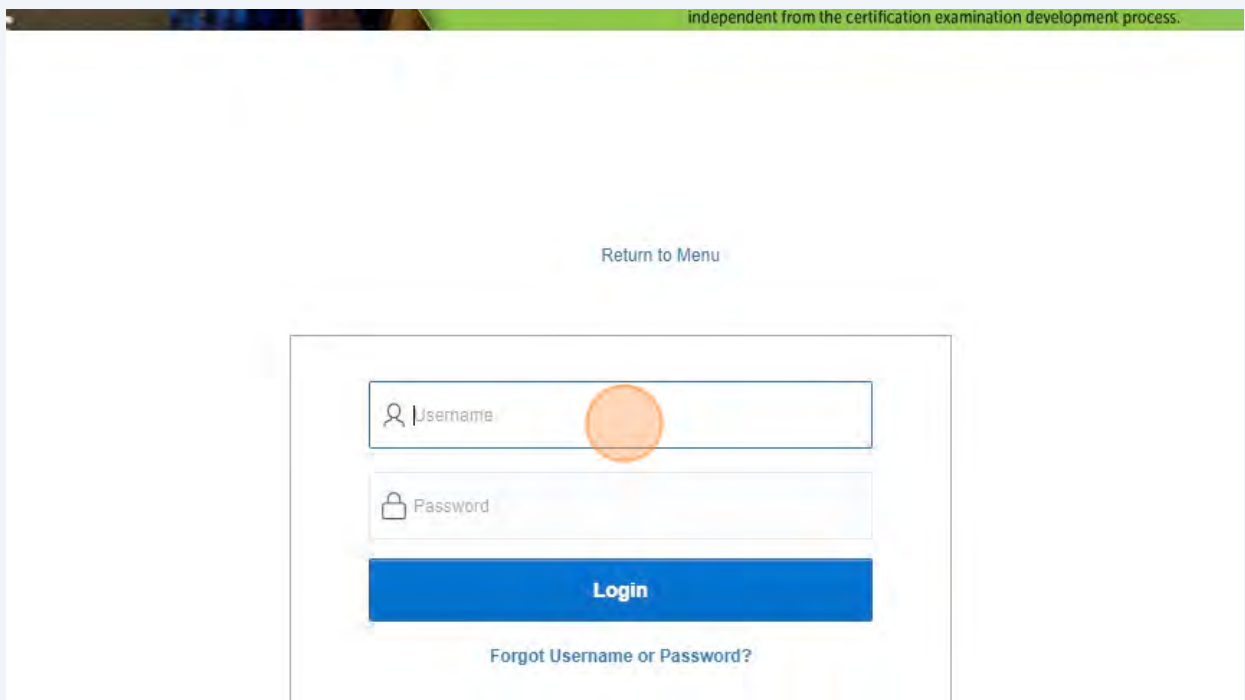 independent from the certification examination development process.
Return to Menu
Username
Password
Login
Forgot Username or Password?